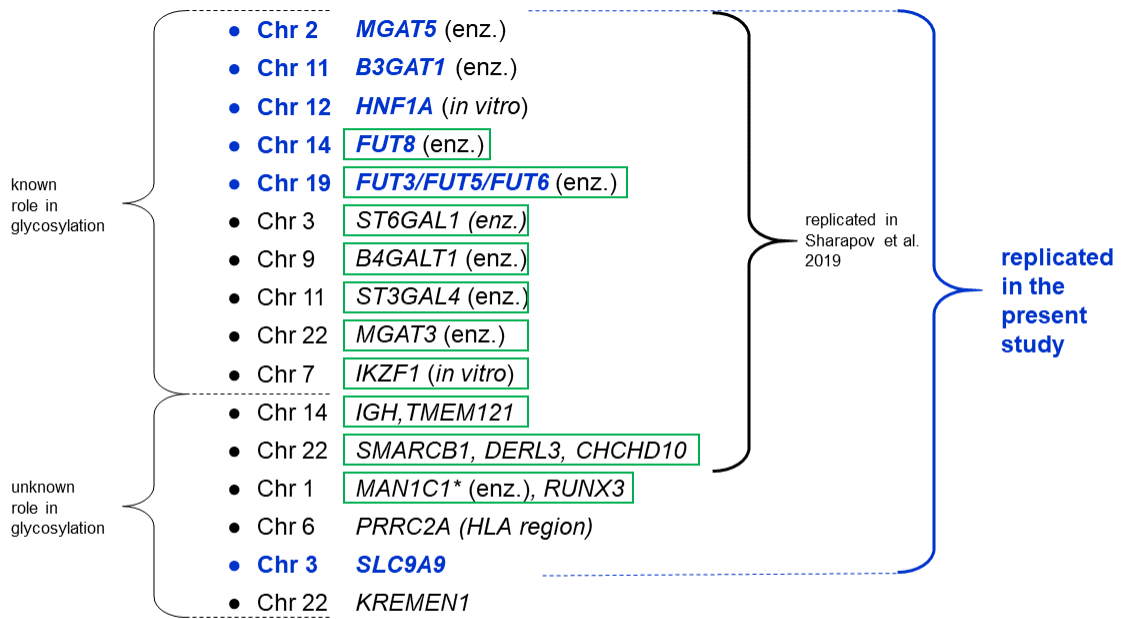 • Chr 2 MGAT5 (enz.)
• Chr 11 B3GAT1 (enz.)
• Chr 12 HNF1A (in vitro)
• Chr 14 FUT8 (enz.)
• Chr 19 FUT3/FUT5/FUT6 (enz.)
• Chr 3 ST6GAL1 (enz.)
• Chr 9 B4GALT1 (enz.)
• Chr 11 ST3GAL4 (enz.)
• Chr 22 MGAT3 (enz.)
• Chr 7 IKZF1 (in vitro)
• Chr 14 IGH,TMEM121
• Chr 22 SMARCB1, DERL3, CHCHD10
• Chr 1 MAN1C1* (enz.), RUNX3
• Chr 6 PRRC2A (HLA region)
• Chr 3 SLC9A9
• Chr 22 KREMEN1
known
role in
glycosylation
unknown
role in
glycosylation
replicated in
Sharapov et al.
2019
replicated
in the
present
study